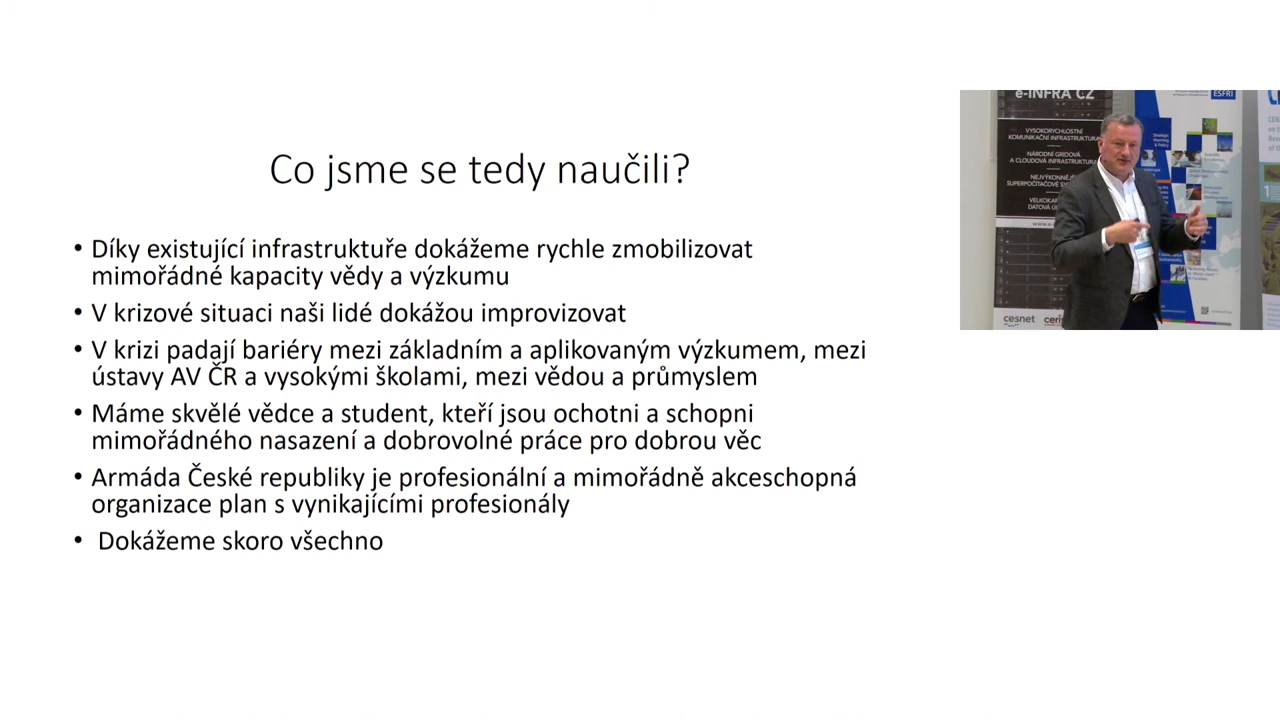 Co jsme se tedy naučili?
• Díky existující infrastruktuře dokážeme rychle zmobilizovat
mimořádné kapacity vědy a výzkumu
• V krizové situaci naši lidé dokážou improvizovat
• V krizi padají bariéry mezi základním a aplikovaným výzkumem, mezi
ústavy AV ČR a vysokými školami, mezi vědou a průmyslem
• Máme skvělé vědce a student, kteří jsou ochotni a schopni
mimořádného nasazení a dobrovolné práce pro dobrou věc
• Armáda České republiky je profesionální a mimořádně akceschopná
organizace plan s vynikajícími profesionály
• Dokážeme skoro všechno
e-INFRA CZ
VYSOKORYCHLOSTNÍ
KOMUNIKAČNÍ INFRASTRUKTURA
NÁRODNÍ GRIDOVÁ
A CLOUDOVÁ INFRASTRUKTURA
cesnet
ESFRI